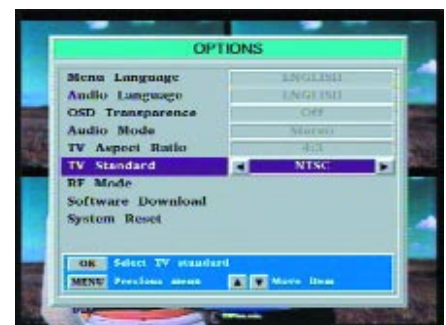 OPTIONS
Menu Language ENGLISH
Audio Language ENGLISH
OSD Transparence Off
Audio Mode Stereo
TV Aspect Ratio 4:3
TV Standard NTSC
RF Mode
Software Download
System Reset
OK Select TV standard
MENU Previous menu Move Item